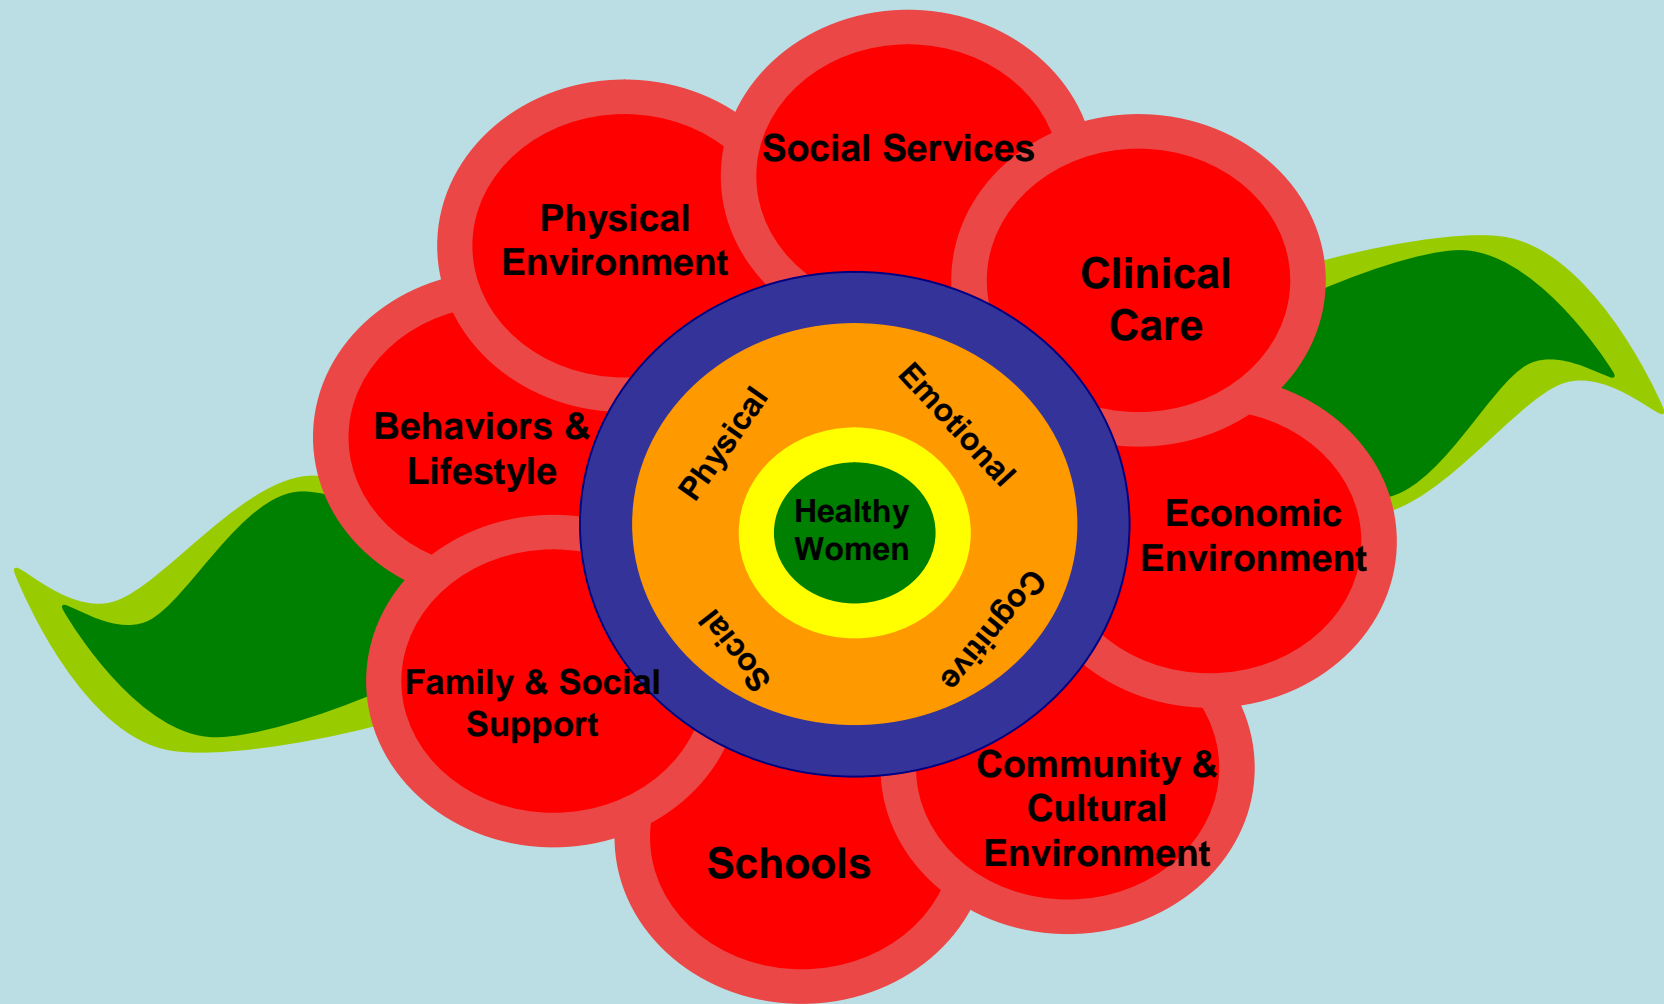 Social Services
Physical
Environment
Clinical
Care
Behaviors &
Lifestyle
Physical
Emotional
Healthy
Women
Economic
Environment
Social
Cognitive
Family & Social
Support
Community &
Cultural
Environment
Schools